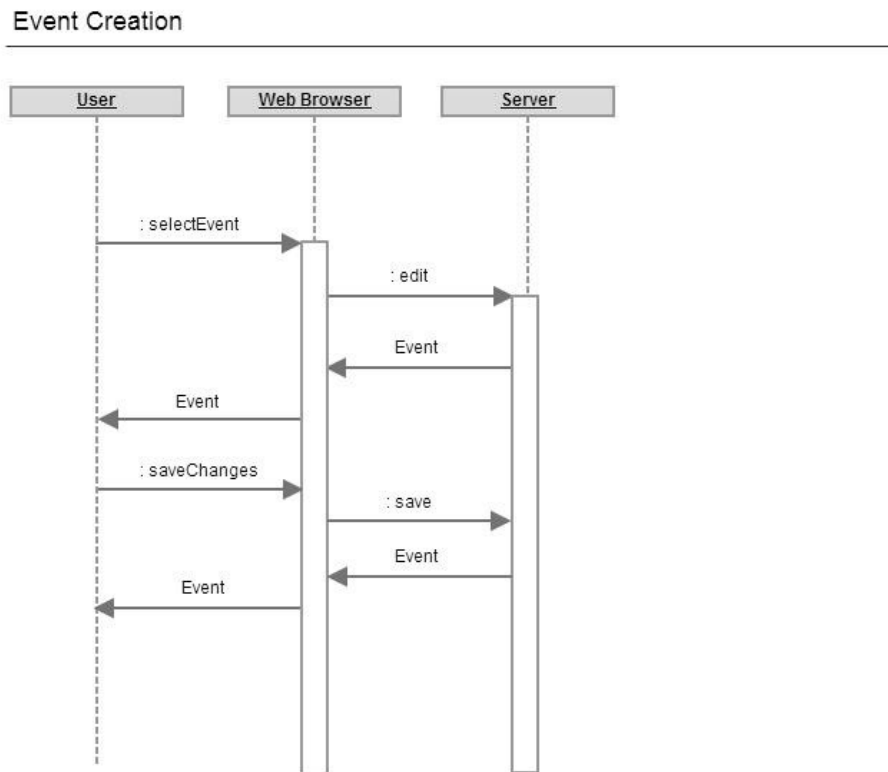 Event Creation
User
Web Browser
Server
: selectEvent
: edit
Event
Event
: saveChanges
: save
Event
Event